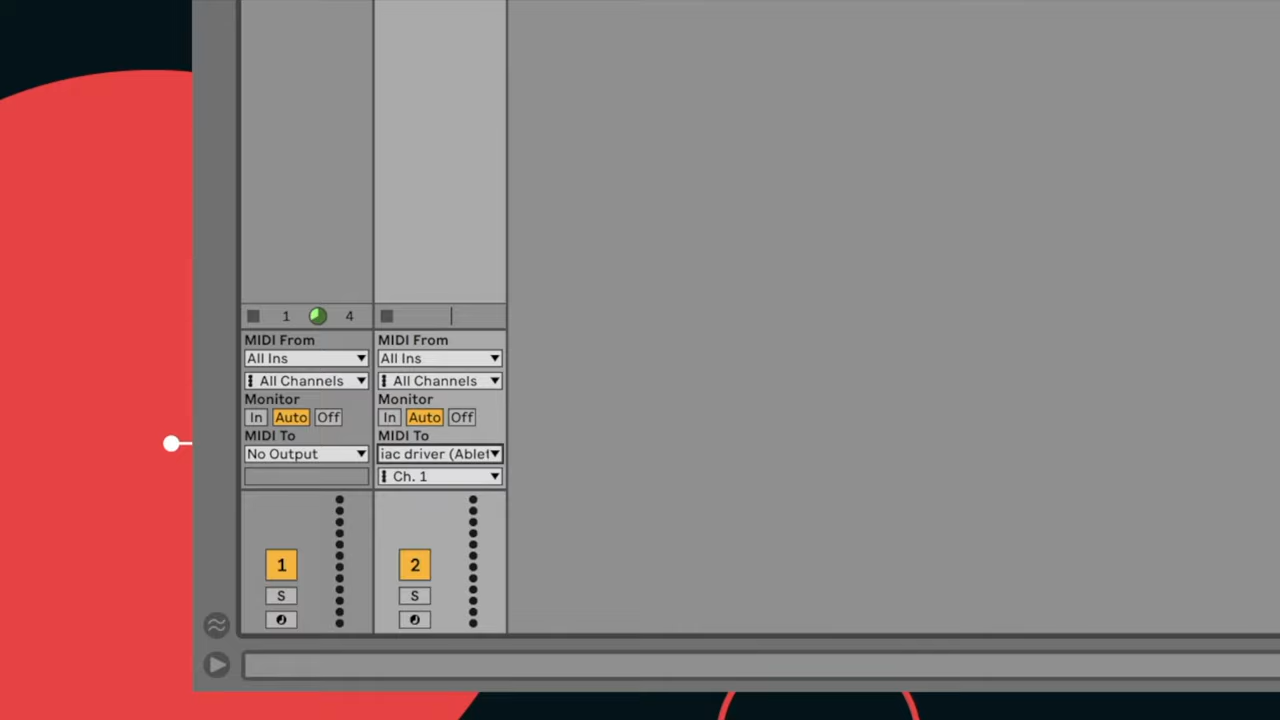 1 4
MIDI From MIDI From
All Ins All Ins
All Channels All Channels
Monitor Monitor
In Auto Off In Auto Off
MIDI To MIDI To
No Output iac driver (Ablet
Ch. 1
1 2
S S